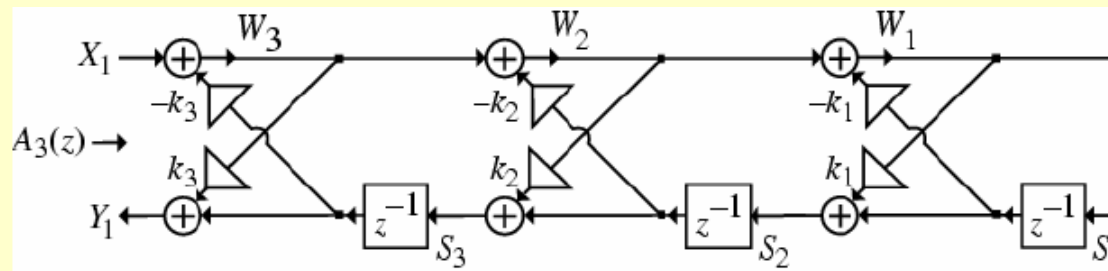 W₃ W₂ W₁
X₁
−k₃ −k₂ −k₁
A₃(z)
k₃ k₂ k₁
z⁻¹ z⁻¹ z⁻¹
Y₁
S₃ S₂ S